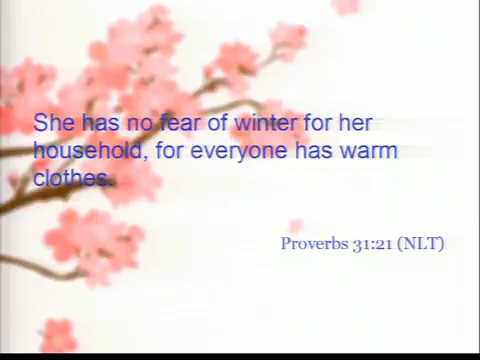 She has no fear of winter for her
household, for everyone has warm
clothes.
Proverbs 31:21 (NLT)